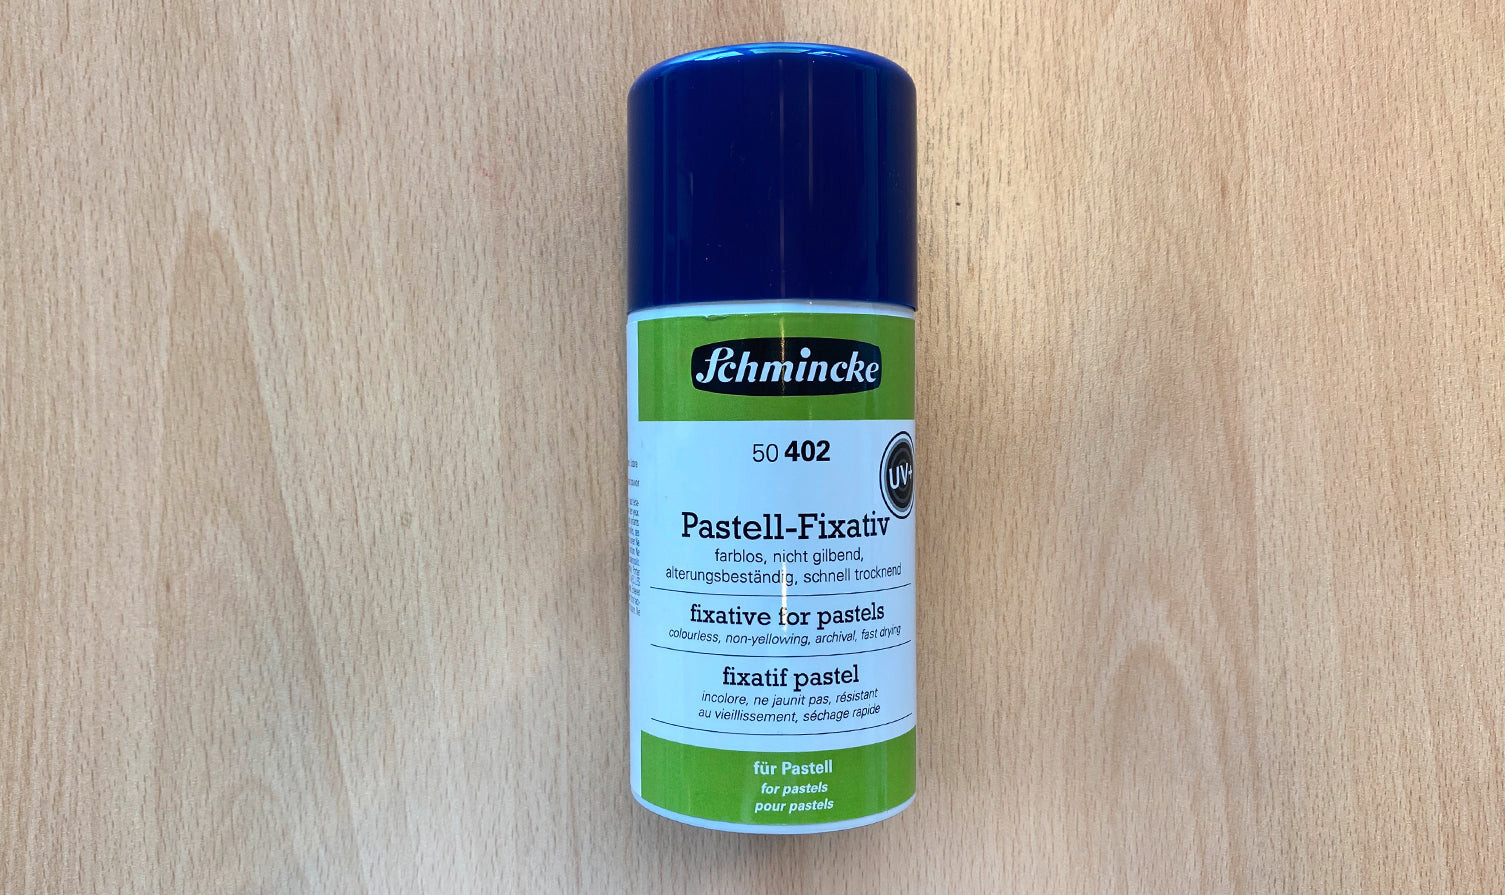 Schmincke
50 402
UV+
Pastell-Fixativ
farblos, nicht gilbend,
alterungsbeständig, schnell trocknend
fixative for pastels
colourless, non-yellowing, archival, fast drying
fixatif pastel
incolore, ne jaunit pas, résistant
au vieillissement, séchage rapide
für Pastell
for pastels
pour pastels